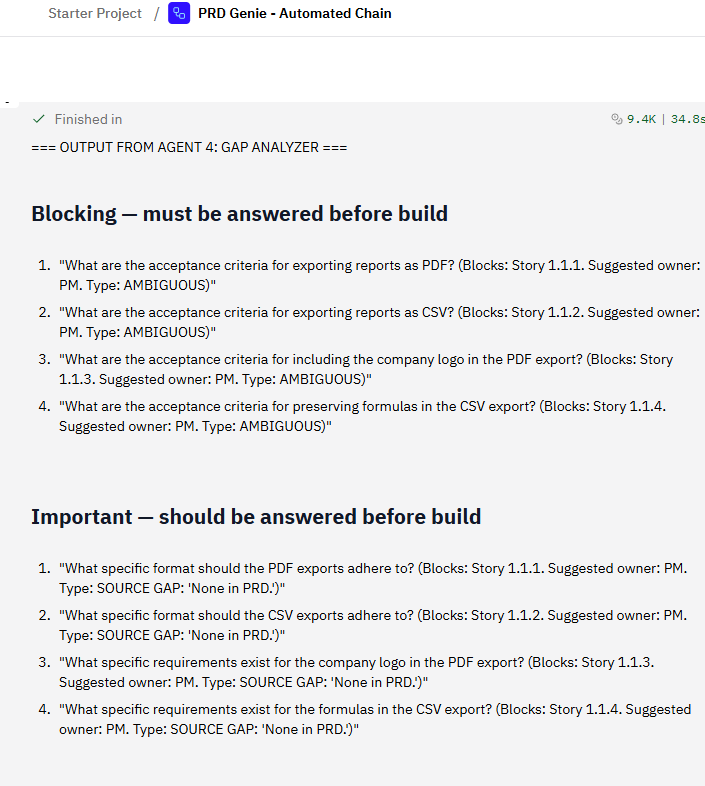 Starter Project / PRD Genie - Automated Chain
Finished in 9.4K | 34.8s
=== OUTPUT FROM AGENT 4: GAP ANALYZER ===
Blocking — must be answered before build
1. "What are the acceptance criteria for exporting reports as PDF? (Blocks: Story 1.1.1. Suggested owner:
PM. Type: AMBIGUOUS)"
2. "What are the acceptance criteria for exporting reports as CSV? (Blocks: Story 1.1.2. Suggested owner:
PM. Type: AMBIGUOUS)"
3. "What are the acceptance criteria for including the company logo in the PDF export? (Blocks: Story
1.1.3. Suggested owner: PM. Type: AMBIGUOUS)"
4. "What are the acceptance criteria for preserving formulas in the CSV export? (Blocks: Story 1.1.4.
Suggested owner: PM. Type: AMBIGUOUS)"
Important — should be answered before build
1. "What specific format should the PDF exports adhere to? (Blocks: Story 1.1.1. Suggested owner: PM.
Type: SOURCE GAP: 'None in PRD.')"
2. "What specific format should the CSV exports adhere to? (Blocks: Story 1.1.2. Suggested owner: PM.
Type: SOURCE GAP: 'None in PRD.')"
3. "What specific requirements exist for the company logo in the PDF export? (Blocks: Story 1.1.3.
Suggested owner: PM. Type: SOURCE GAP: 'None in PRD.')"
4. "What specific requirements exist for the formulas in the CSV export? (Blocks: Story 1.1.4. Suggested
owner: PM. Type: SOURCE GAP: 'None in PRD.')"